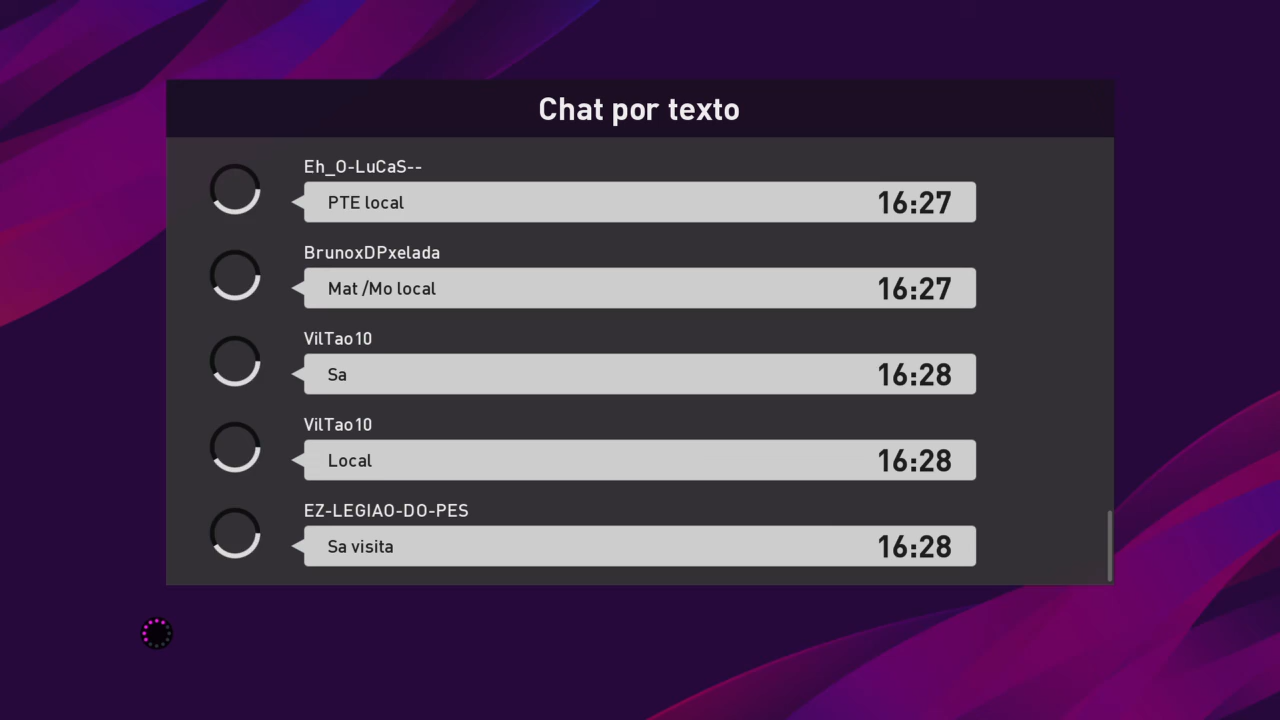 Chat por texto
Eh_O-LuCaS--
PTE local 16:27
BrunoxDPxelada
Mat /Mo local 16:27
VilTao10
Sa 16:28
VilTao10
Local 16:28
EZ-LEGIAO-DO-PES
Sa visita 16:28